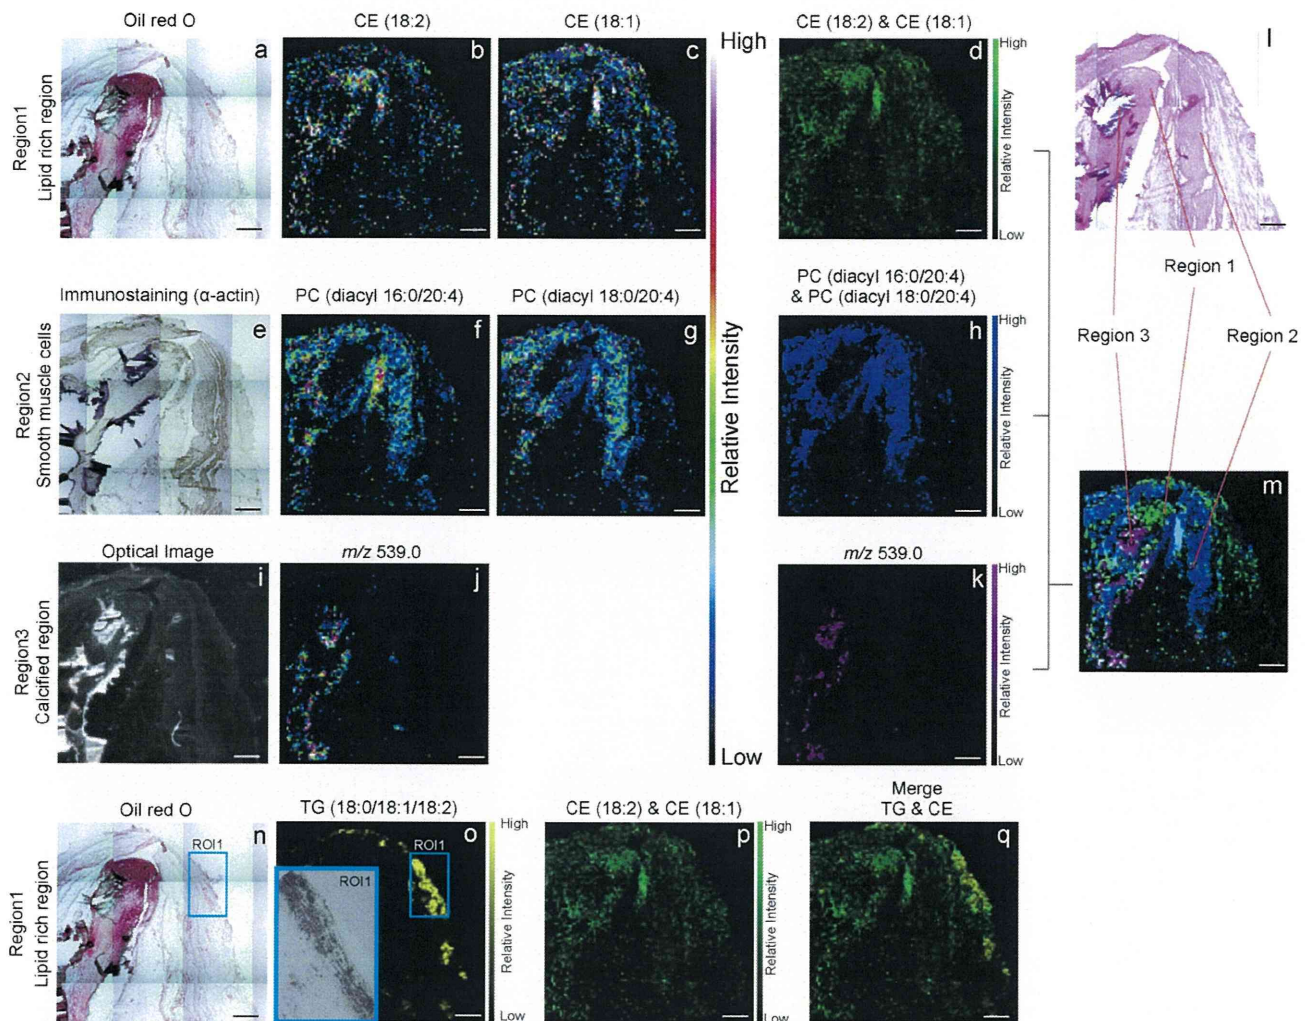 Oil red O
CE (18:2)
CE (18:1)
CE (18:2) & CE (18:1)
Region1
Lipid rich region
a
b
c
High
d
High
Relative Intensity
Low
l
Immunostaining (α-actin)
PC (diacyl 16:0/20:4)
PC (diacyl 18:0/20:4)
PC (diacyl 16:0/20:4)
& PC (diacyl 18:0/20:4)
Region 1
Region 3
Region 2
Region2
Smooth muscle cells
e
f
g
Relative Intensity
h
High
Relative Intensity
Low
m
Optical Image
m/z 539.0
m/z 539.0
Region3
Calcified region
i
j
Low
k
High
Relative Intensity
Low
Oil red O
TG (18:0/18:1/18:2)
CE (18:2) & CE (18:1)
Merge
TG & CE
Region1
Lipid rich region
ROI1
n
ROI1
ROI1
o
High
Relative Intensity
Low
p
High
Relative Intensity
Low
q